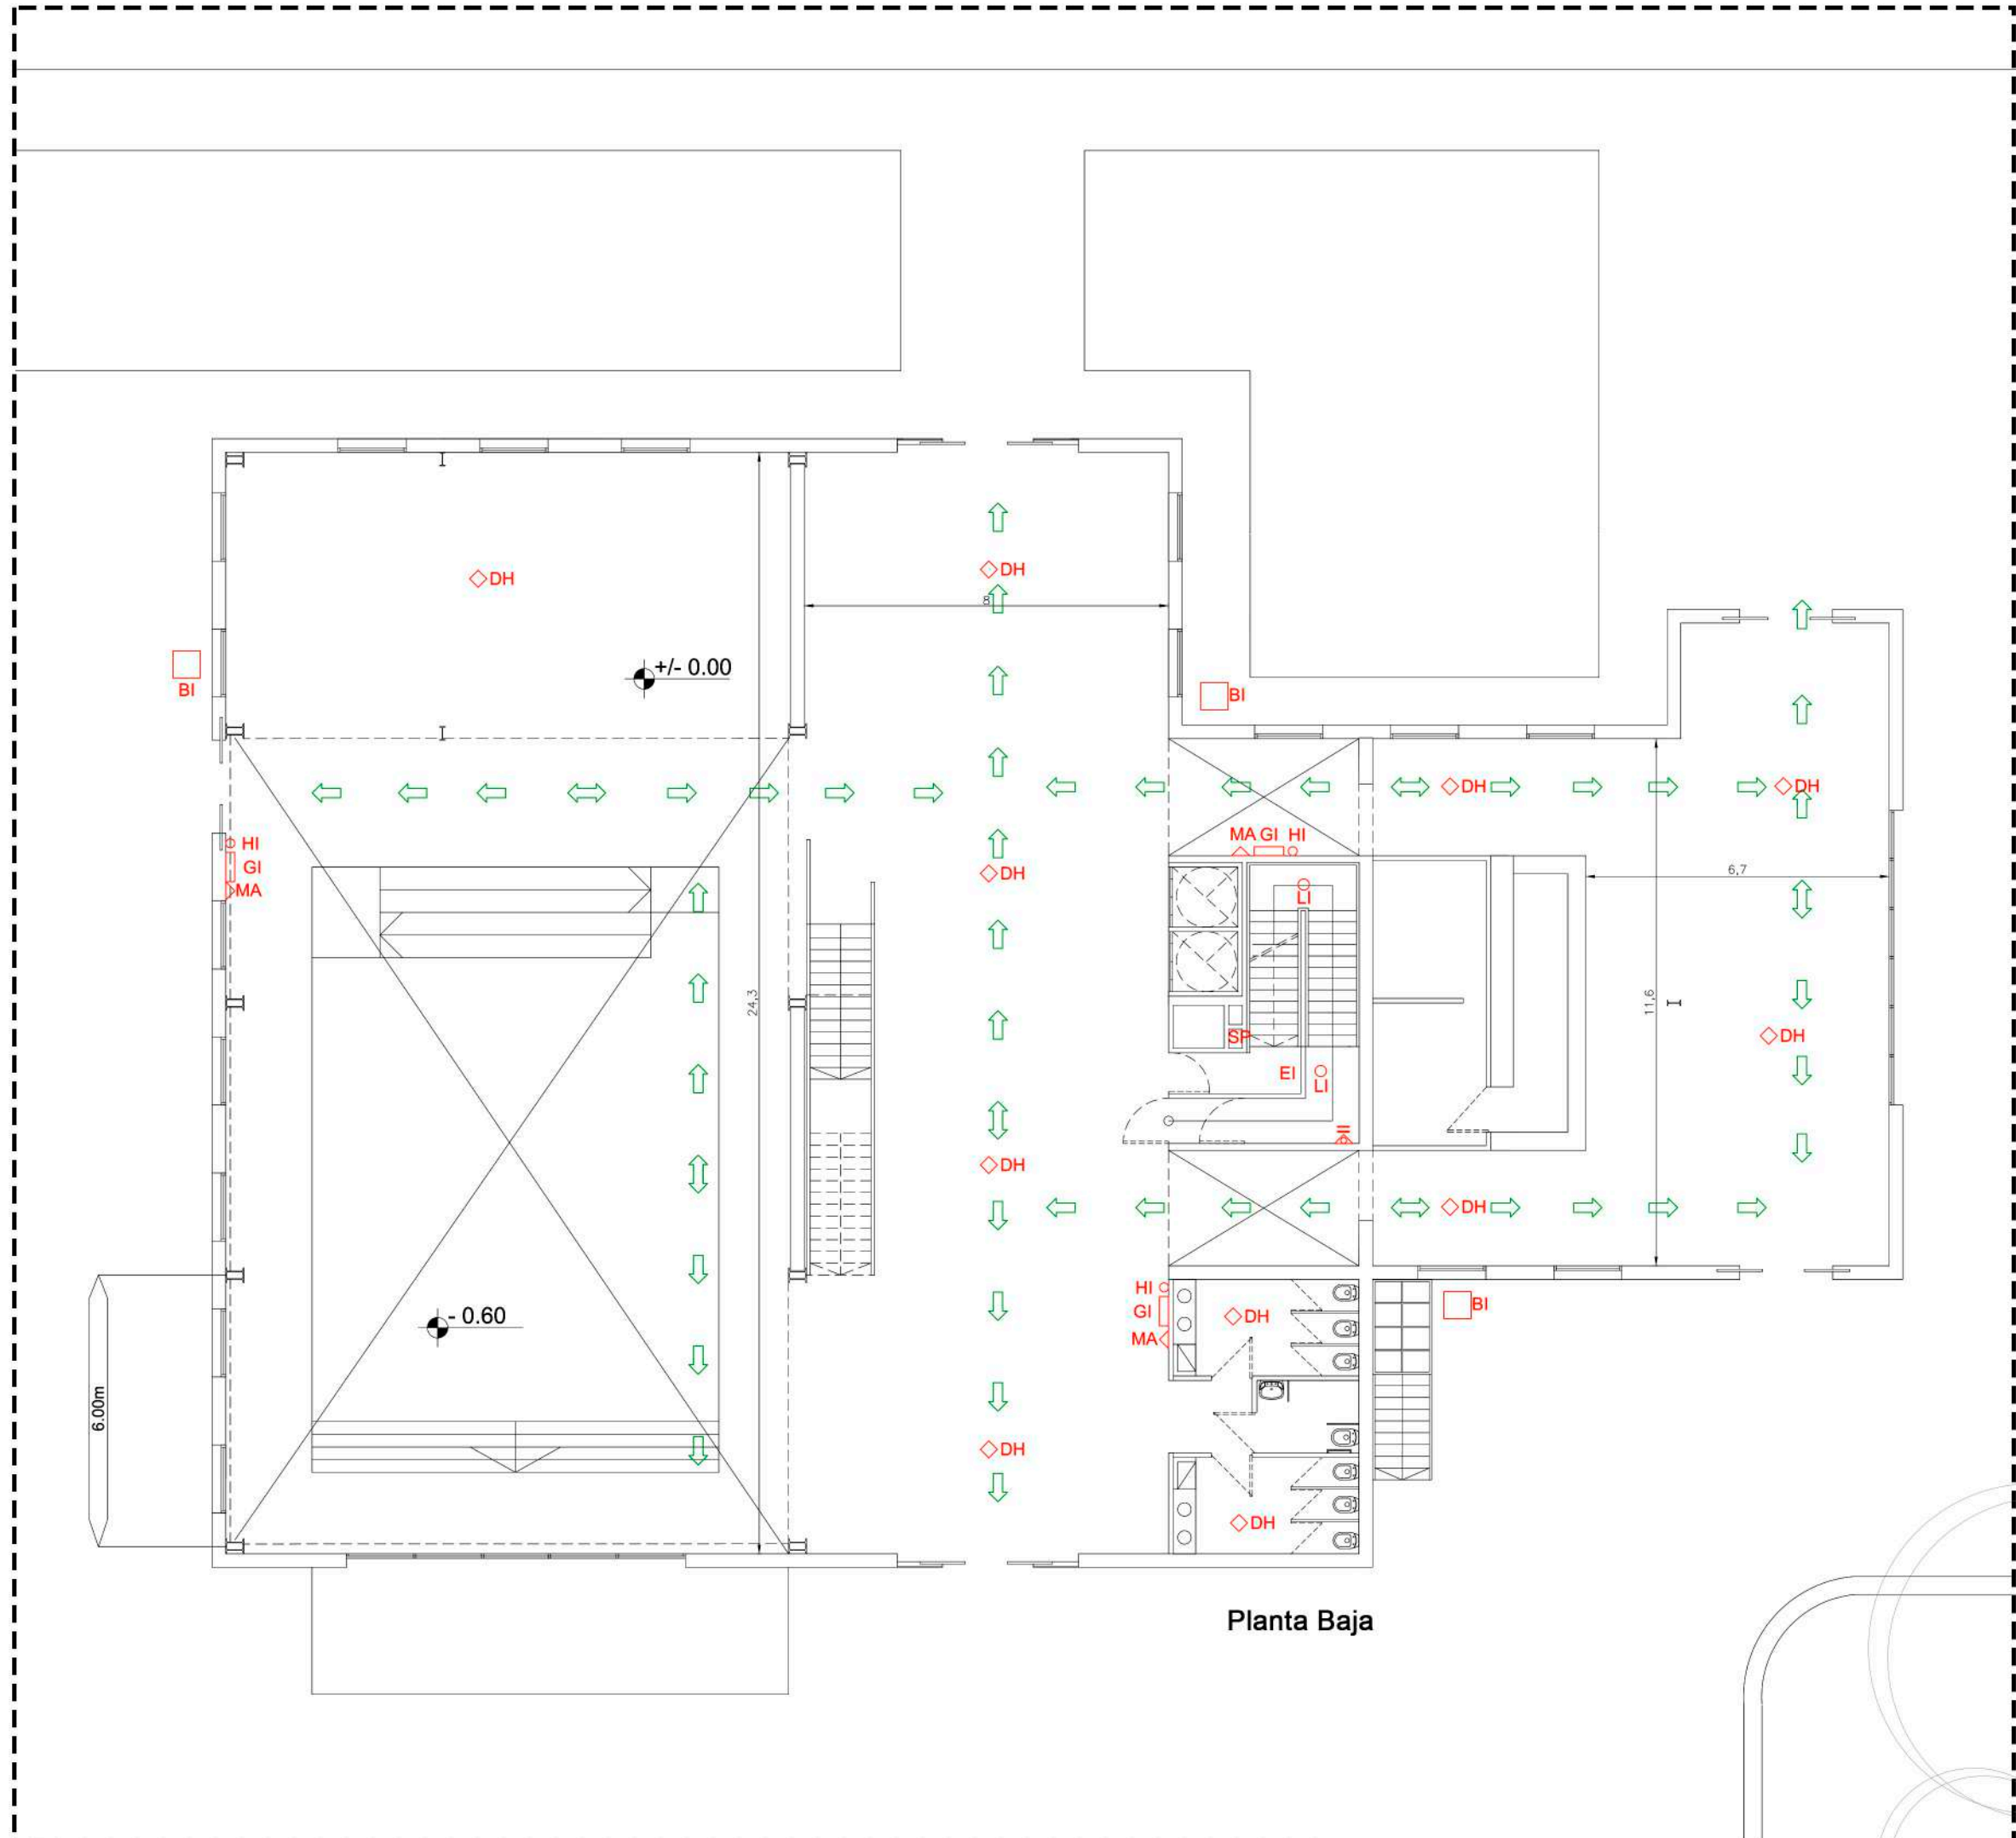 DH
DH
8
+/- 0.00
BI
BI
DH
DH
MA GI HI
HI
GI
MA
DH
6,7
LI
24,3
11,6
SP
DH
EI
LI
DH
DH
HI
GI
MA
DH
BI
- 0.60
6.00m
DH
DH
Planta Baja